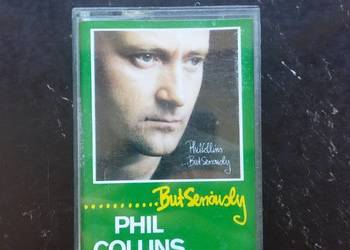 Phil Collins
...But Seriously
..........But Seriously
PHIL
COLLINS